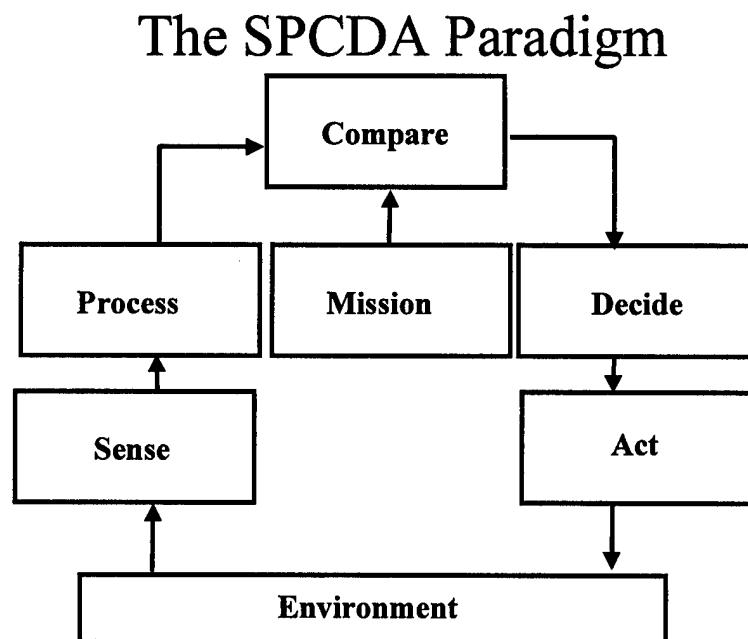 The SPCDA Paradigm
Compare
Process
Mission
Decide
Sense
Act
Environment